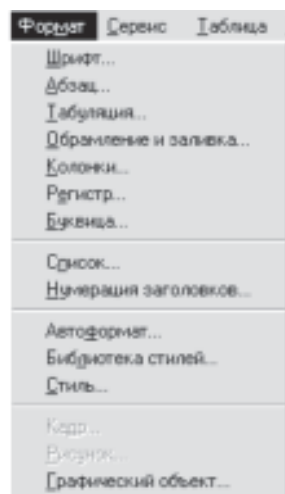 Формат Сервис Таблица
Шрифт...
Абзац...
Табуляция...
Обрамление и заливка...
Колонки...
Регистр...
Буквица...
Список...
Нумерация заголовков...
Автоформат...
Библиотека стилей...
Стиль...
Кадр...
Рисунок...
Графический объект...